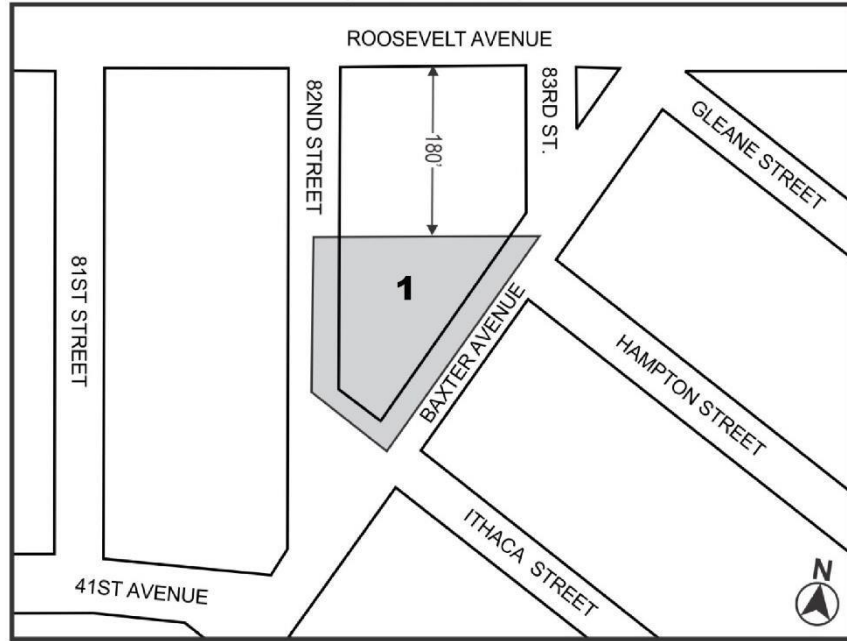 ROOSEVELT AVENUE
82ND STREET
83RD ST.
180'
GLEANE STREET
81ST STREET
1
BAXTER AVENUE
HAMPTON STREET
ITHACA STREET
41ST AVENUE
N